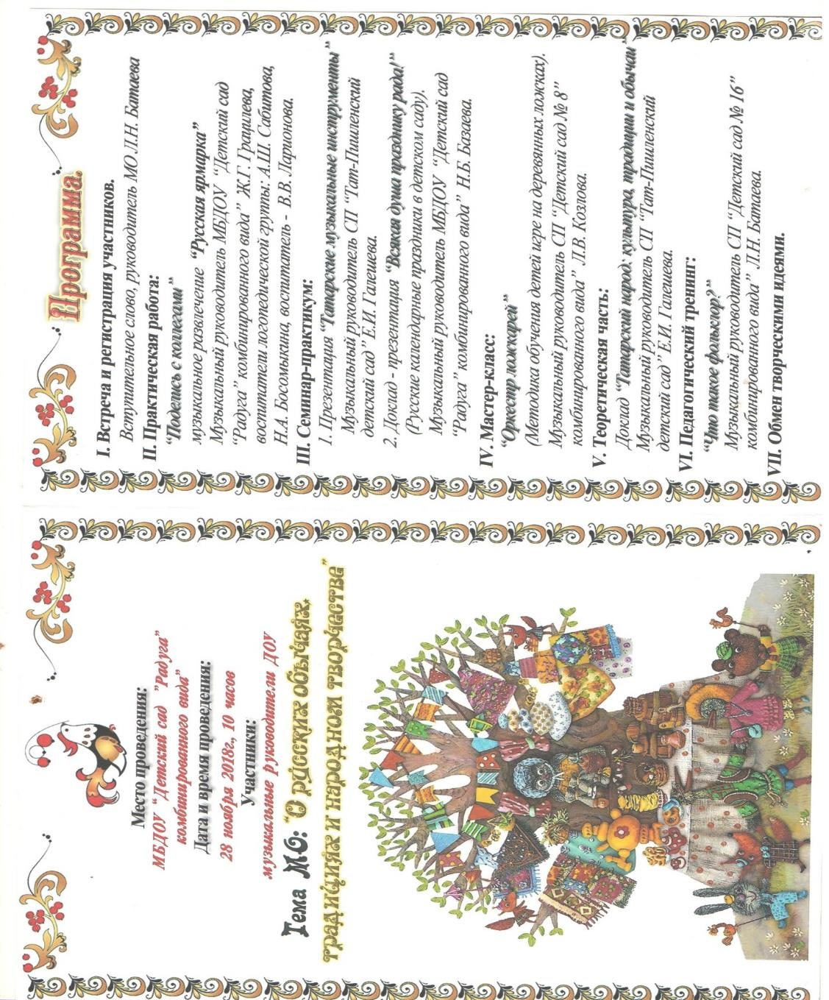 Место проведения:
МБДОУ “Детский сад ”Радуга”
комбинированного вида”
Дата и время проведения:
28 ноября 2018г., 10 часов
Участники:
музыкальные руководители ДОУ
Тема МО: “О русских обычаях,
традициях и народном творчестве”
Программа.
I. Встреча и регистрация участников.
Вступительное слово, руководитель МО Л.Н. Батаева
II. Практическая работа:
“Поделись с коллегами”
музыкальное развлечение “Русская ярмарка”
Музыкальный руководитель МБДОУ “Детский сад
“Радуга” комбинированного вида” Ж.Г. Грацилева,
воспитатели логопедической группы: А.Ш. Сабитова,
Н.А. Босомыкина, воспитатель - В.В. Ларионова.
III. Семинар-практикум:
1. Презентация “Татарские музыкальные инструменты”
Музыкальный руководитель СП “Тат-Пишленский
детский сад” Е.И. Галешева.
2. Доклад - презентация “Всякая душа празднику рада!”
(Русские календарные праздники в детском саду).
Музыкальный руководитель МБДОУ “Детский сад
“Радуга” комбинированного вида” Н.Б. Базаева.
IV. Мастер-класс:
“Оркестр ложкарей”
(Методика обучения детей игре на деревянных ложках).
Музыкальный руководитель СП “Детский сад № 8”
комбинированного вида” Л.В. Козлова.
V. Теоретическая часть:
Доклад “Татарский народ: культура, традиции и обычаи”
Музыкальный руководитель СП “Тат-Пишленский
детский сад” Е.И. Галешева.
VI. Педагогический тренинг:
“Что такое фольклор?”
Музыкальный руководитель СП “Детский сад № 16”
комбинированного вида” Л.Н. Батаева.
VII. Обмен творческими идеями.